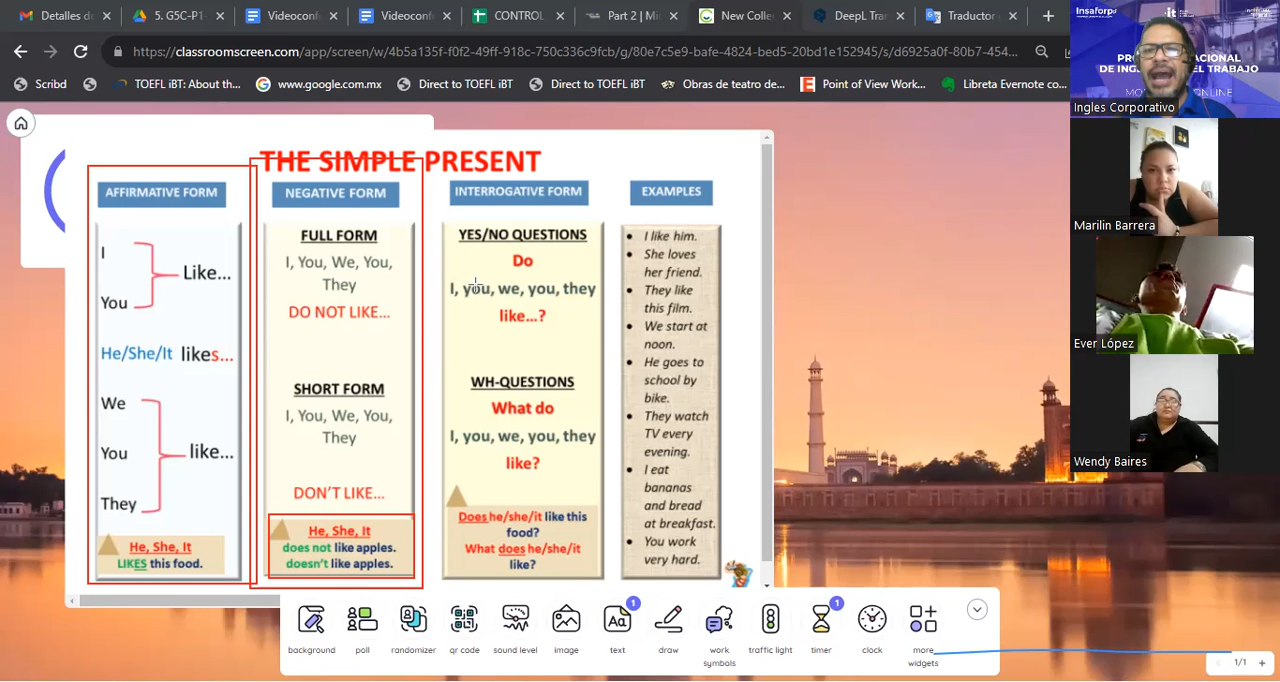 Detalles d
5. G5C-P1-
Videoconf
Videoconf
CONTROL
Part 2 | Mi
New Colle
DeepL Tra
Traductor
https://classroomscreen.com/app/screen/w/4b5a135f-f0f2-49ff-918c-750c336c9fcb/g/80e7c5e9-bafe-4824-bed5-20bd1e152945/s/d6925a0f-80b7-454...
Scribd
TOEFL iBT: About th...
www.google.com.mx
Direct to TOEFL iBT
Direct to TOEFL iBT
Obras de teatro de...
Point of View Work...
Libreta Evernote co...
THE SIMPLE PRESENT
AFFIRMATIVE FORM
I
Like...
You
He/She/It likes...
We
You
like...
They
He, She, It
LIKES this food.
NEGATIVE FORM
FULL FORM
I, You, We, You,
They
DO NOT LIKE...
SHORT FORM
I, You, We, You,
They
DON'T LIKE...
He, She, It
does not like apples.
doesn't like apples.
INTERROGATIVE FORM
YES/NO QUESTIONS
Do
I, you, we, you, they
like...?
WH-QUESTIONS
What do
I, you, we, you, they
like?
Does he/she/it like this
food?
What does he/she/it
like?
EXAMPLES
I like him.
She loves
her friend.
They like
this film.
We start at
noon.
He goes to
school by
bike.
They watch
TV every
evening.
I eat
bananas
and bread
at breakfast.
You work
very hard.
background
poll
randomizer
qr code
sound level
image
1
text
draw
work
symbols
traffic light
1
timer
clock
more
widgets
1/1
Insaforp
.it
Ingles Corporativo
Marilin Barrera
Ever López
Wendy Baires